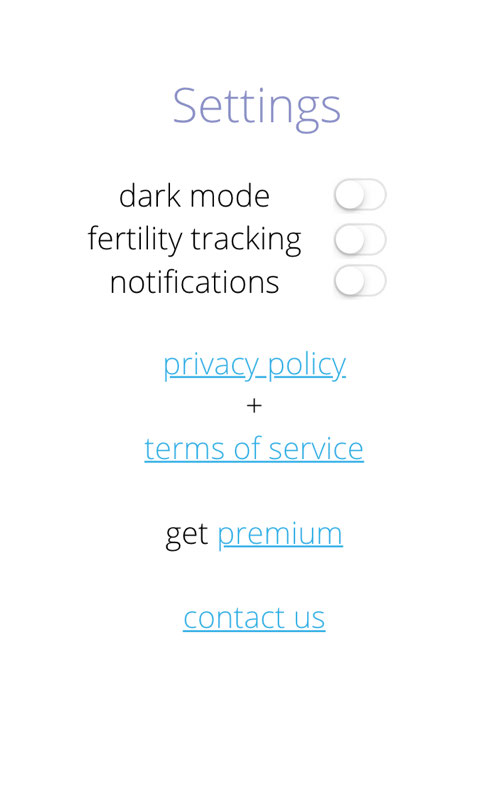 Settings
dark mode
fertility tracking
notifications
privacy policy
+
terms of service
get premium
contact us